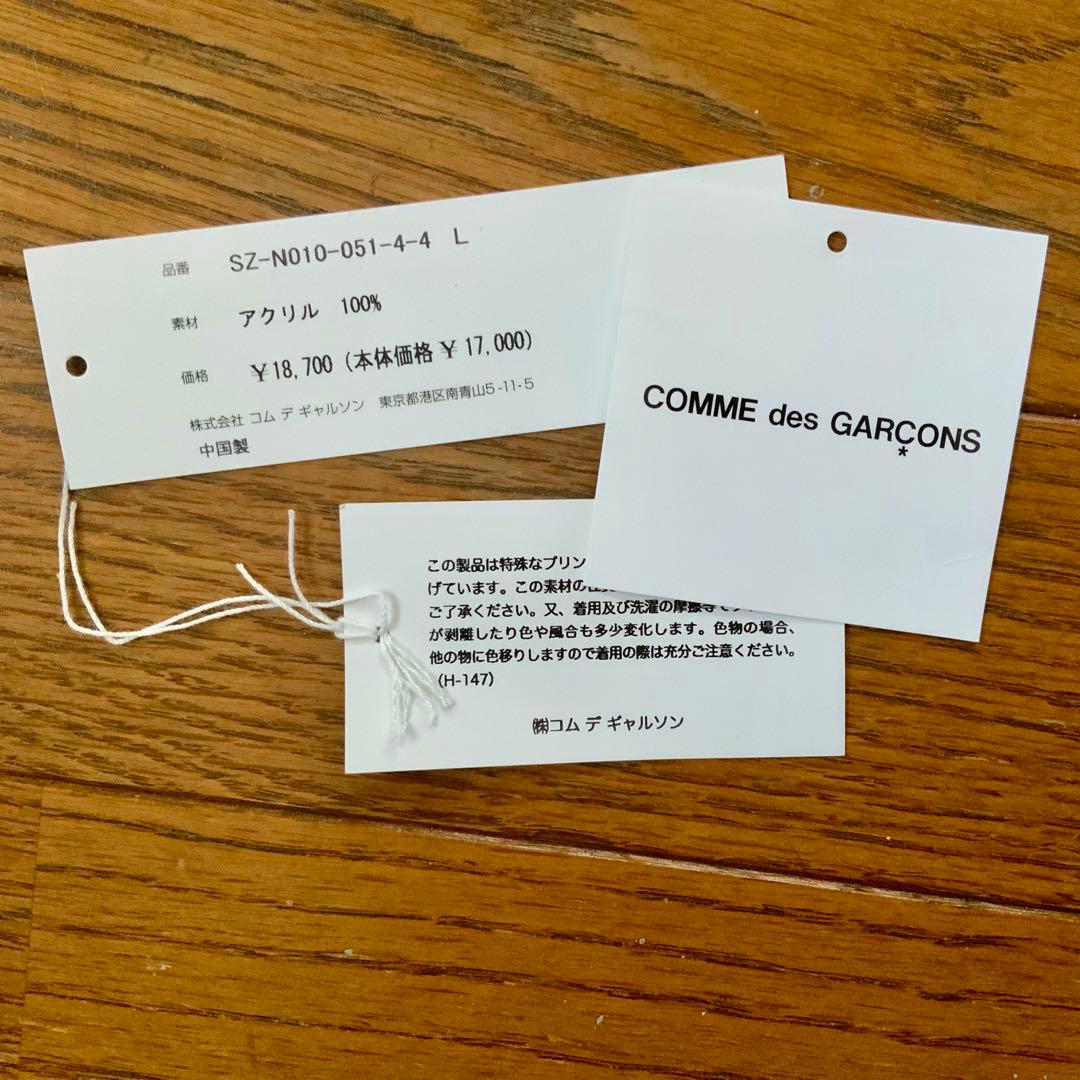 品番 SZ-N010-051-4-4 L
素材 アクリル 100%
価格 ¥18,700 (本体価格 ¥ 17,000)
株式会社 コム デ ギャルソン 東京都港区南青山5-11-5
中国製
COMME des GARÇONS
*
この製品は特殊なプリン
げています。この素材の
ご了承ください。又、着用及び洗濯の摩擦等で
が剥離したり色や風合も多少変化します。色物の場合、
他の物に色移りしますので着用の際は充分ご注意ください。
(H-147)
㈱コム デ ギャルソン